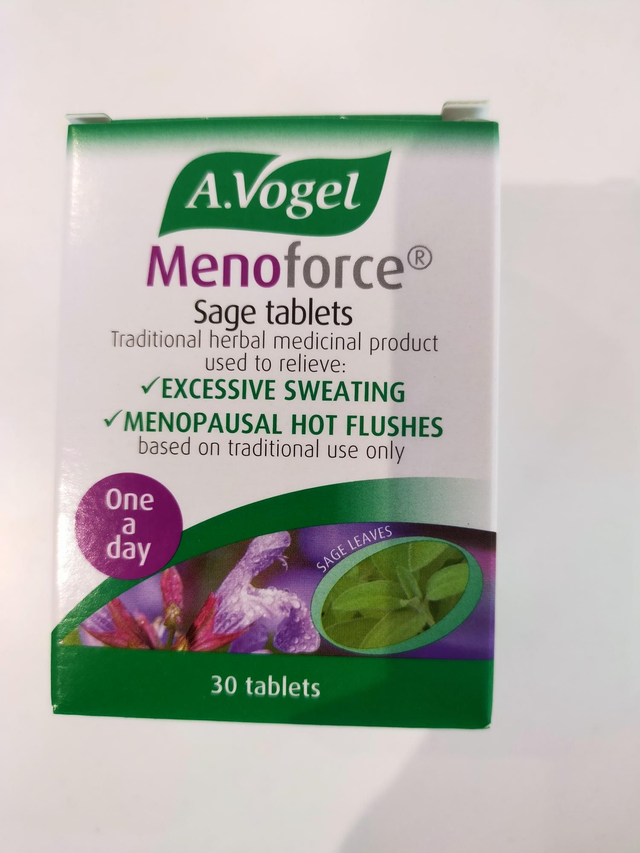 A.Vogel
Menoforce®
Sage tablets
Traditional herbal medicinal product
used to relieve:
✓EXCESSIVE SWEATING
✓MENOPAUSAL HOT FLUSHES
based on traditional use only
One
a
day
SAGE LEAVES
30 tablets